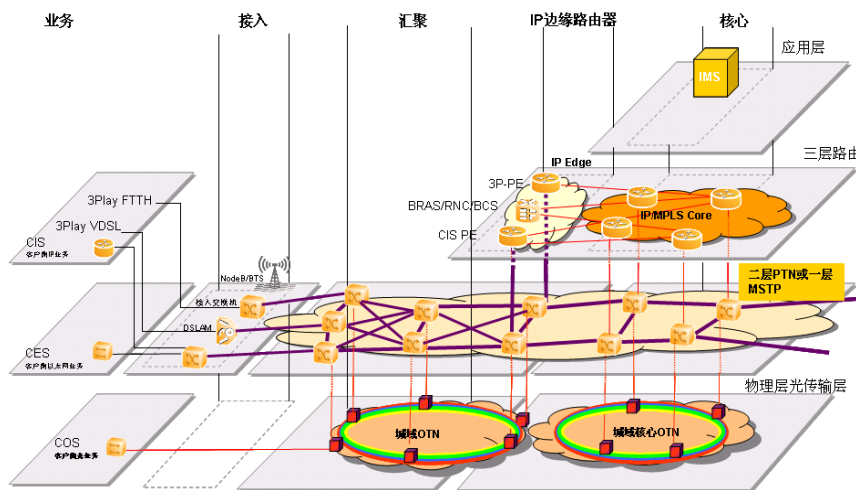 业务
接入
汇聚
IP边缘路由器
核心
应用层
IMS
三层路由
IP Edge
3Play FTTH
3P-PE
BRAS/RNC/BCS
IP/MPLS Core
3Play VDSL
CIS
客户侧IP业务
CIS PE
NodeB/BTS
二层PTN或一层
MSTP
接入交换机
DSLAM
CES
客户侧以太网业务
物理层光传输层
城域OTN
城域核心OTN
COS
客户侧光业务